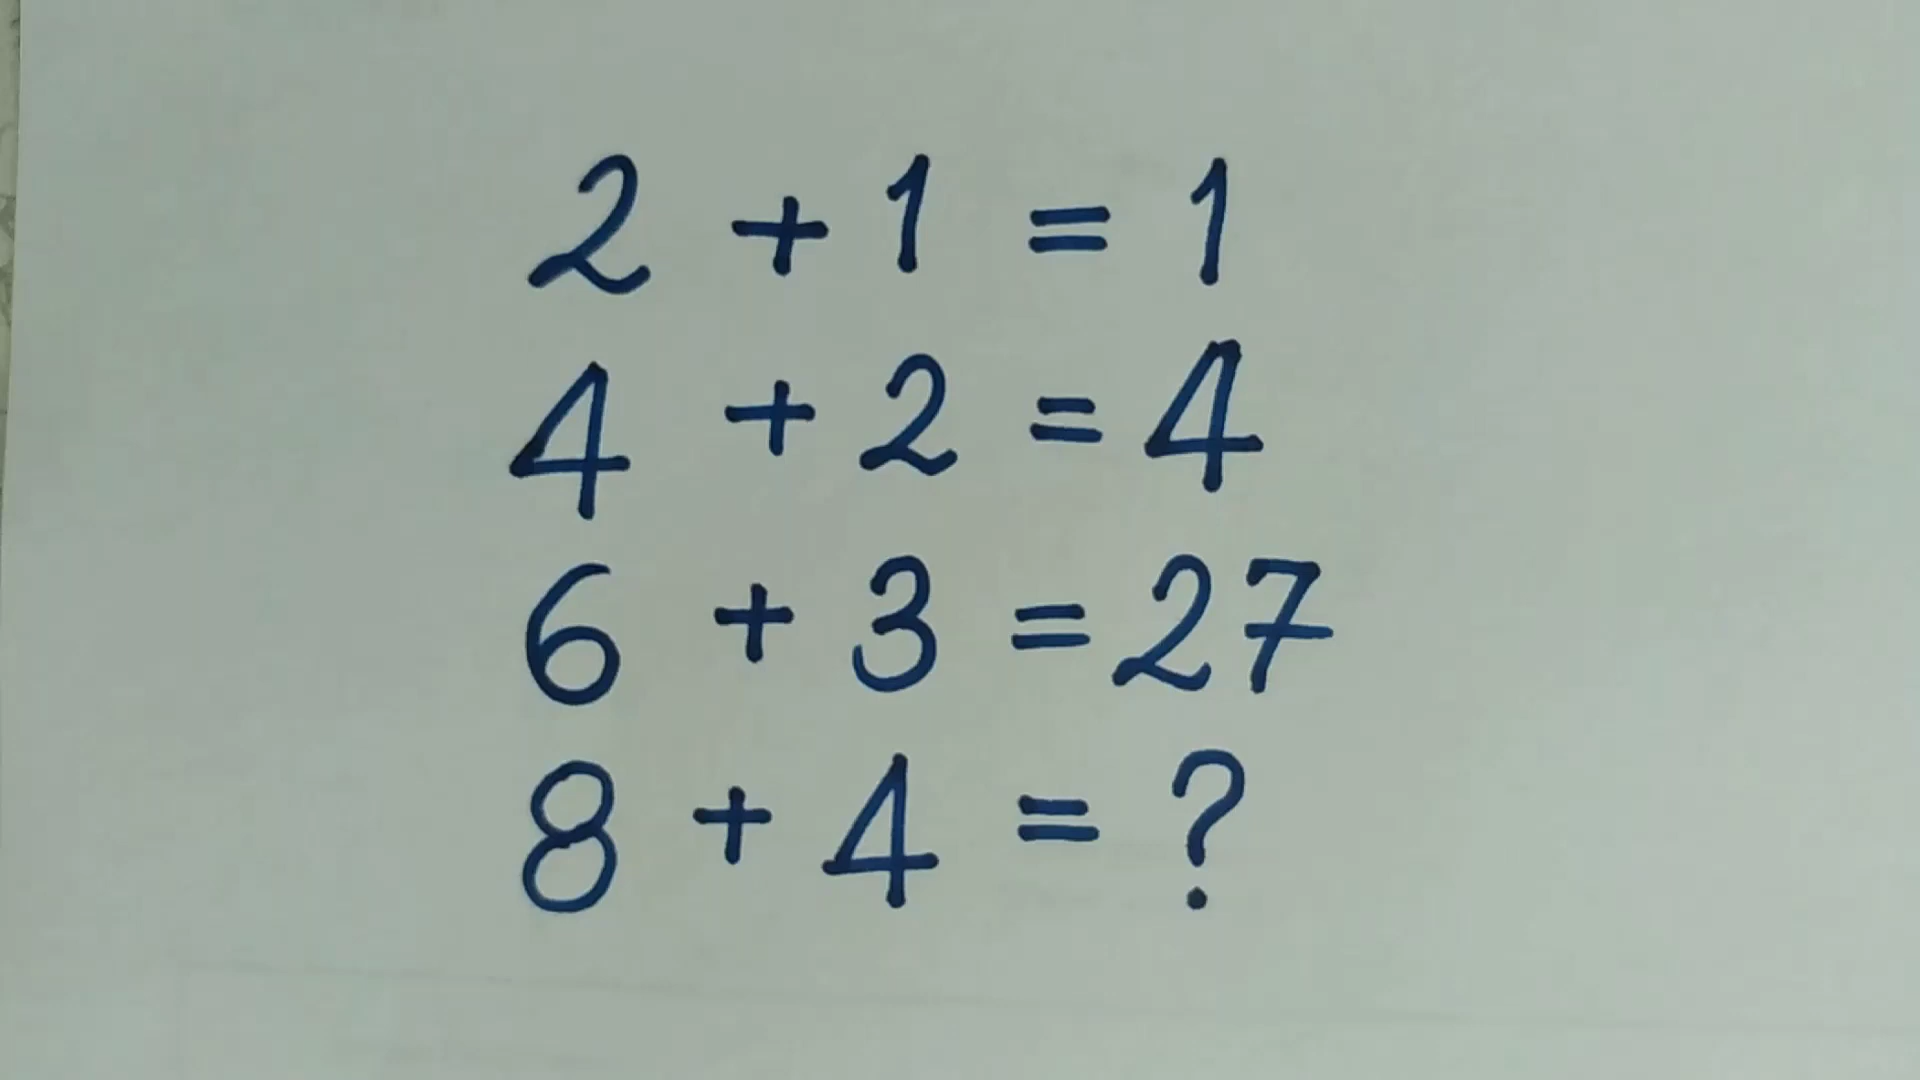 2 + 1 = 1
4 + 2 = 4
6 + 3 = 27
8 + 4 = ?